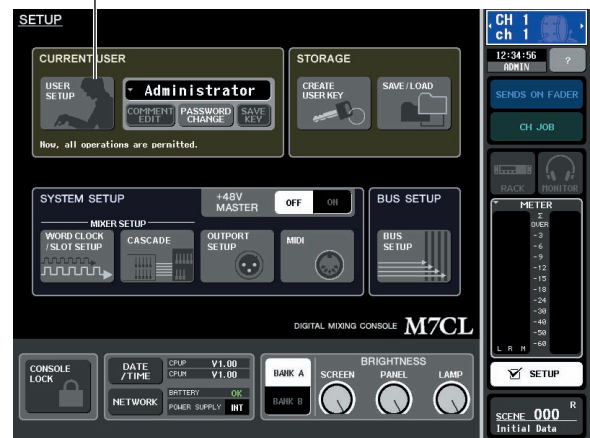 SETUP
CH 1
ch 1
12:34:56
ADMIN
?
CURRENT USER
USER
SETUP
Administrator
COMMENT
EDIT
PASSWORD
CHANGE
SAVE
KEY
Now, all operations are permitted.
STORAGE
CREATE
USER KEY
SAVE/LOAD
SENDS ON FADER
CH JOB
RACK
MONITOR
SYSTEM SETUP
+48V
MASTER
OFF
ON
MIXER SETUP
WORD CLOCK
/SLOT SETUP
CASCADE
OUTPORT
SETUP
MIDI
BUS SETUP
BUS
SETUP
METER
Σ
OVER
-3
-6
-9
-12
-15
-18
-24
-30
-40
-50
-60
L R M
DIGITAL MIXING CONSOLE M7CL
CONSOLE
LOCK
DATE
/TIME
CPUP V1.00
CPUM V1.00
NETWORK
BATTERY OK
POWER SUPPLY INT
BANK A
BANK B
BRIGHTNESS
SCREEN
PANEL
LAMP
SETUP
R
SCENE 000
Initial Data